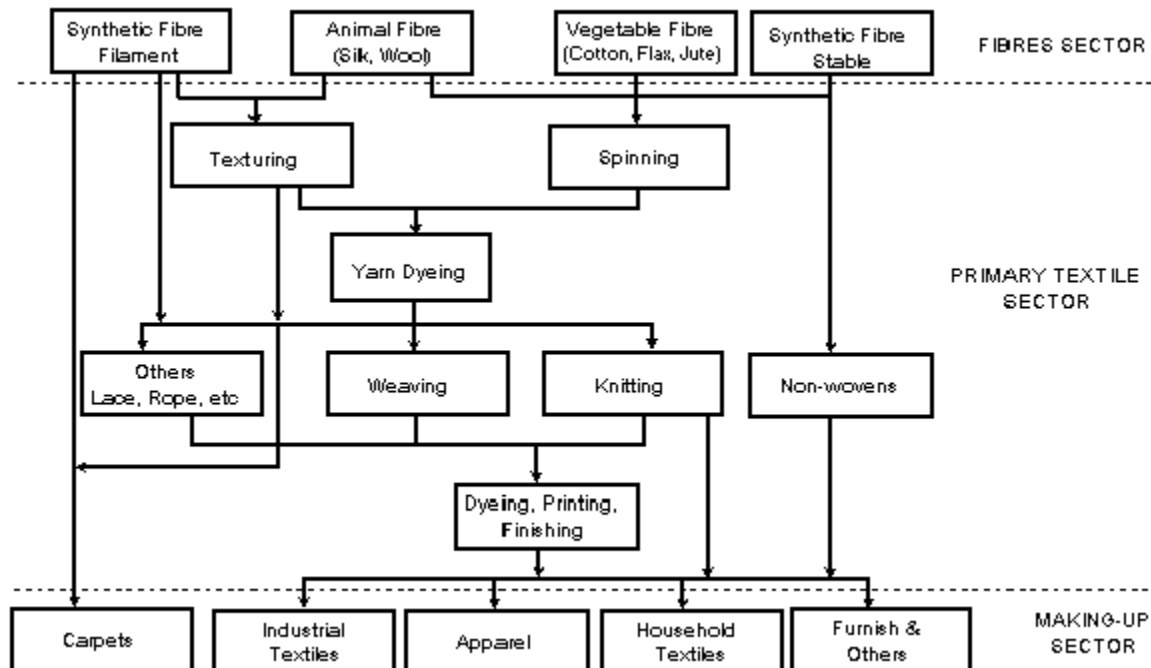 Synthetic Fibre
Filament
Animal Fibre
(Silk, Wool)
Vegetable Fibre
(Cotton, Flax, Jute)
Synthetic Fibre
Stable
FIBRES SECTOR
Texturing
Spinning
Yarn Dyeing
PRIMARY TEXTILE
SECTOR
Others
Lace, Rope, etc
Weaving
Knitting
Non-wovens
Dyeing, Printing,
Finishing
Carpets
Industrial
Textiles
Apparel
Household
Textiles
Furnish &
Others
MAKING-UP
SECTOR